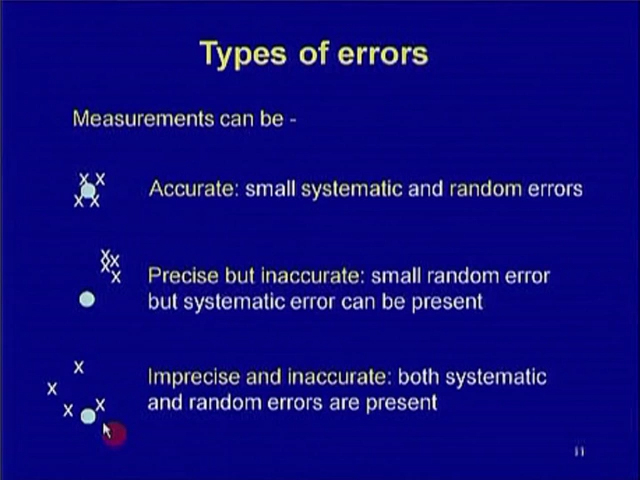 Types of errors
Measurements can be -
x x
x x
Accurate: small systematic and random errors
x
x x
x
Precise but inaccurate: small random error
but systematic error can be present
x
x
x x
Imprecise and inaccurate: both systematic
and random errors are present
11